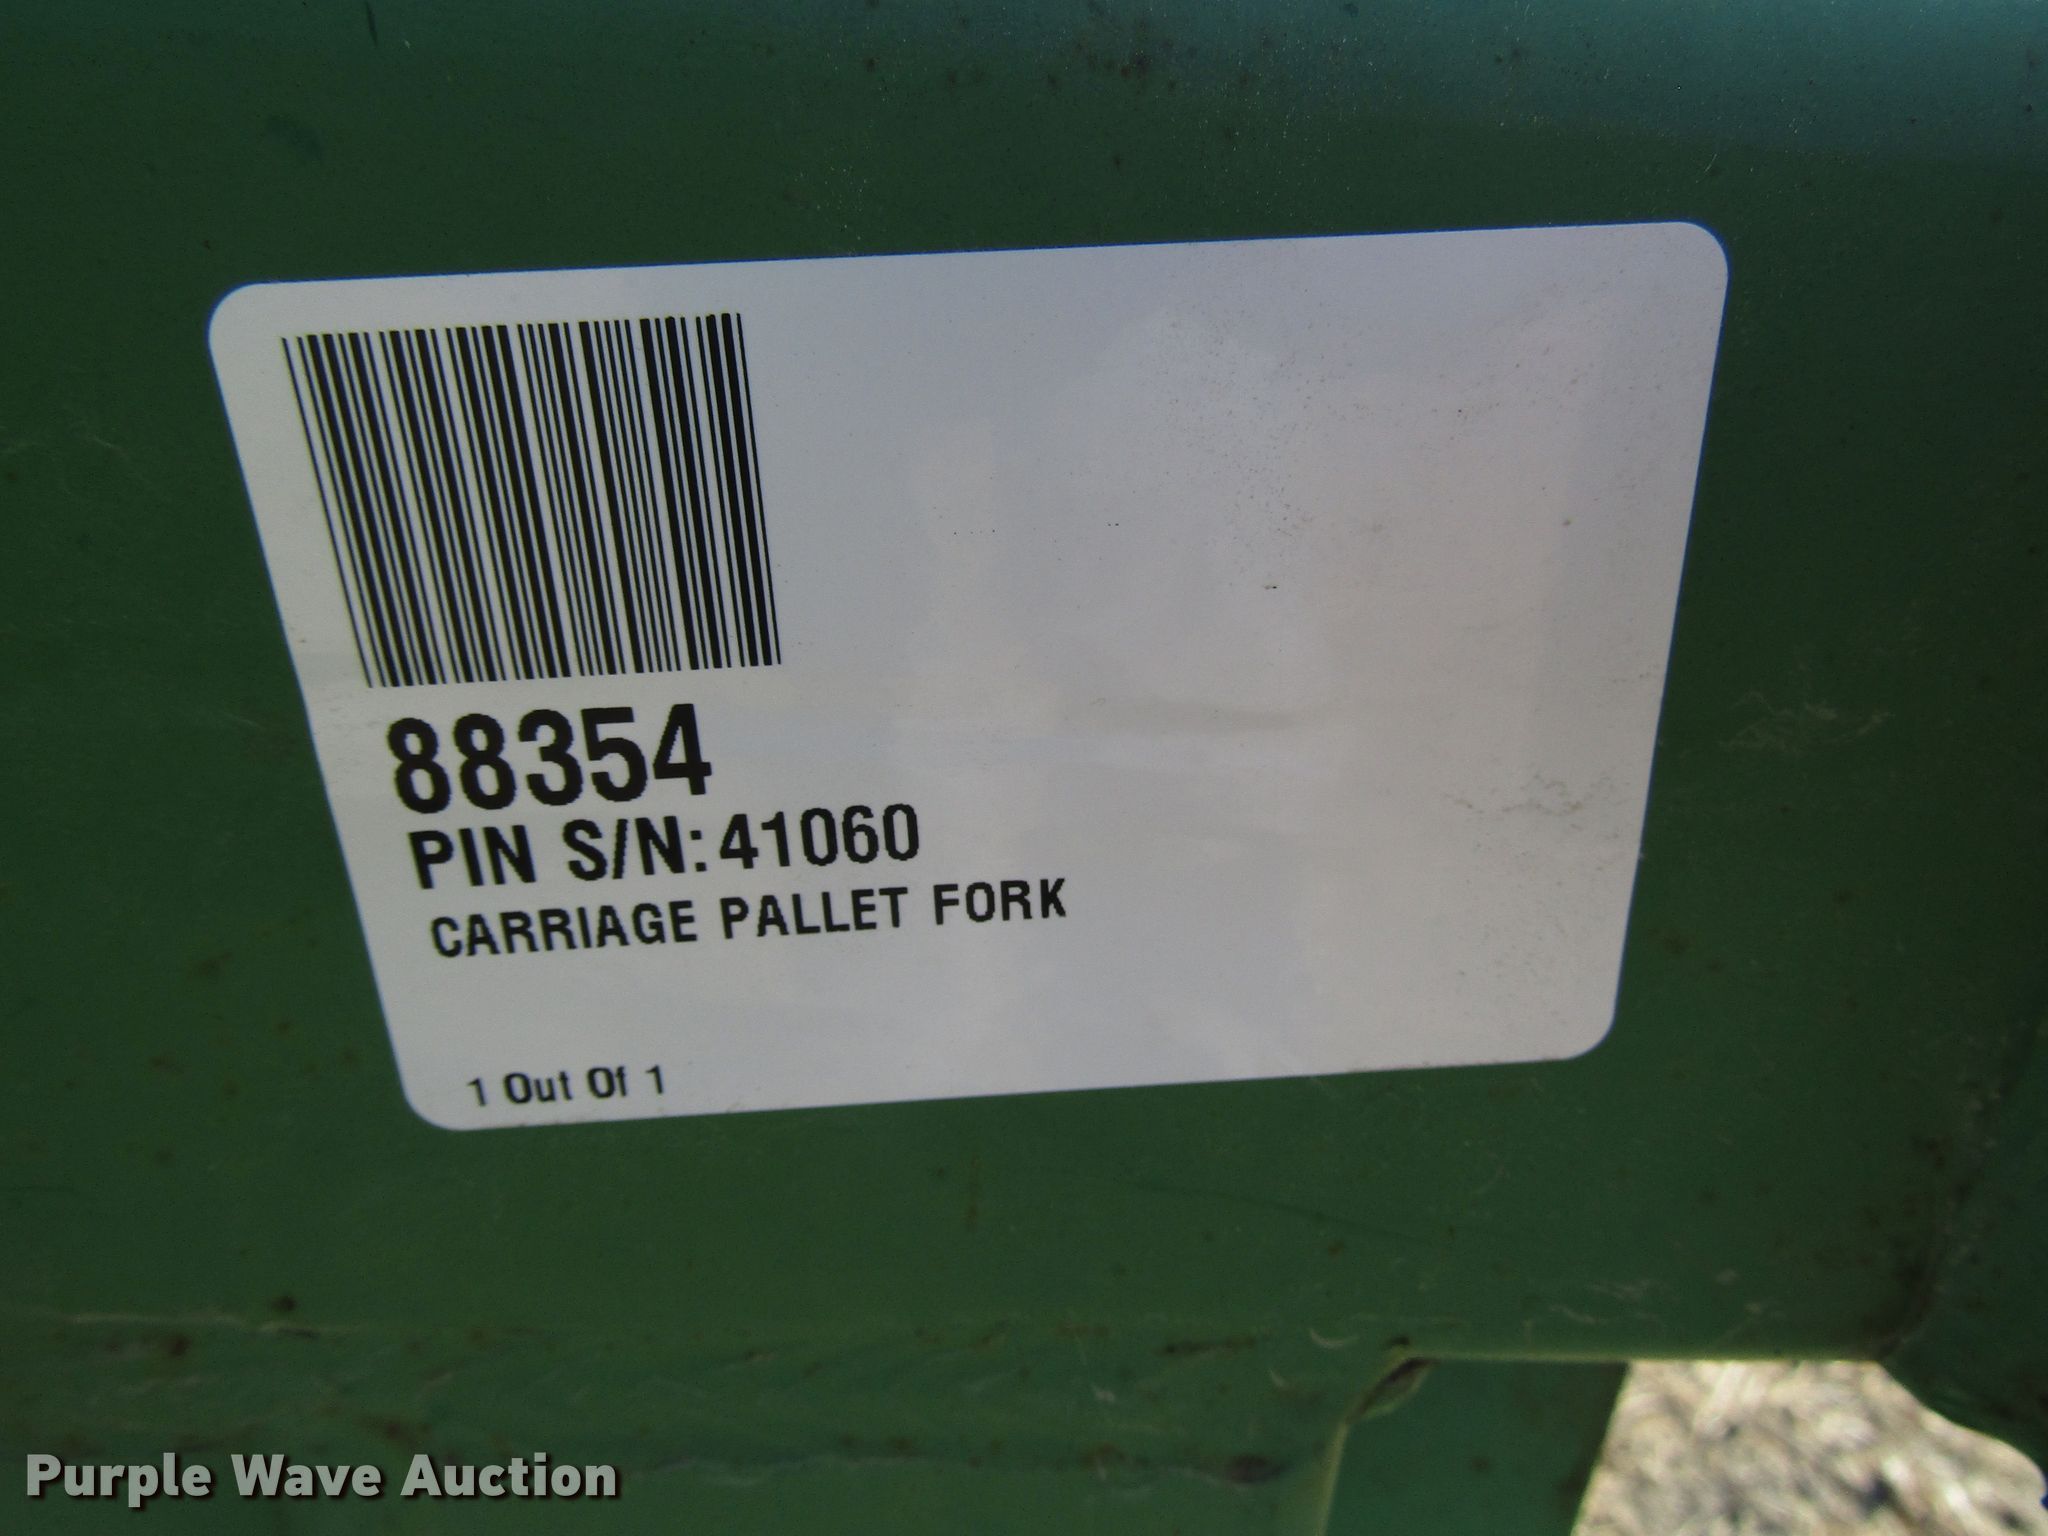 88354
PIN S/N: 41060
CARRIAGE PALLET FORK
1 Out Of 1
Purple Wave Auction